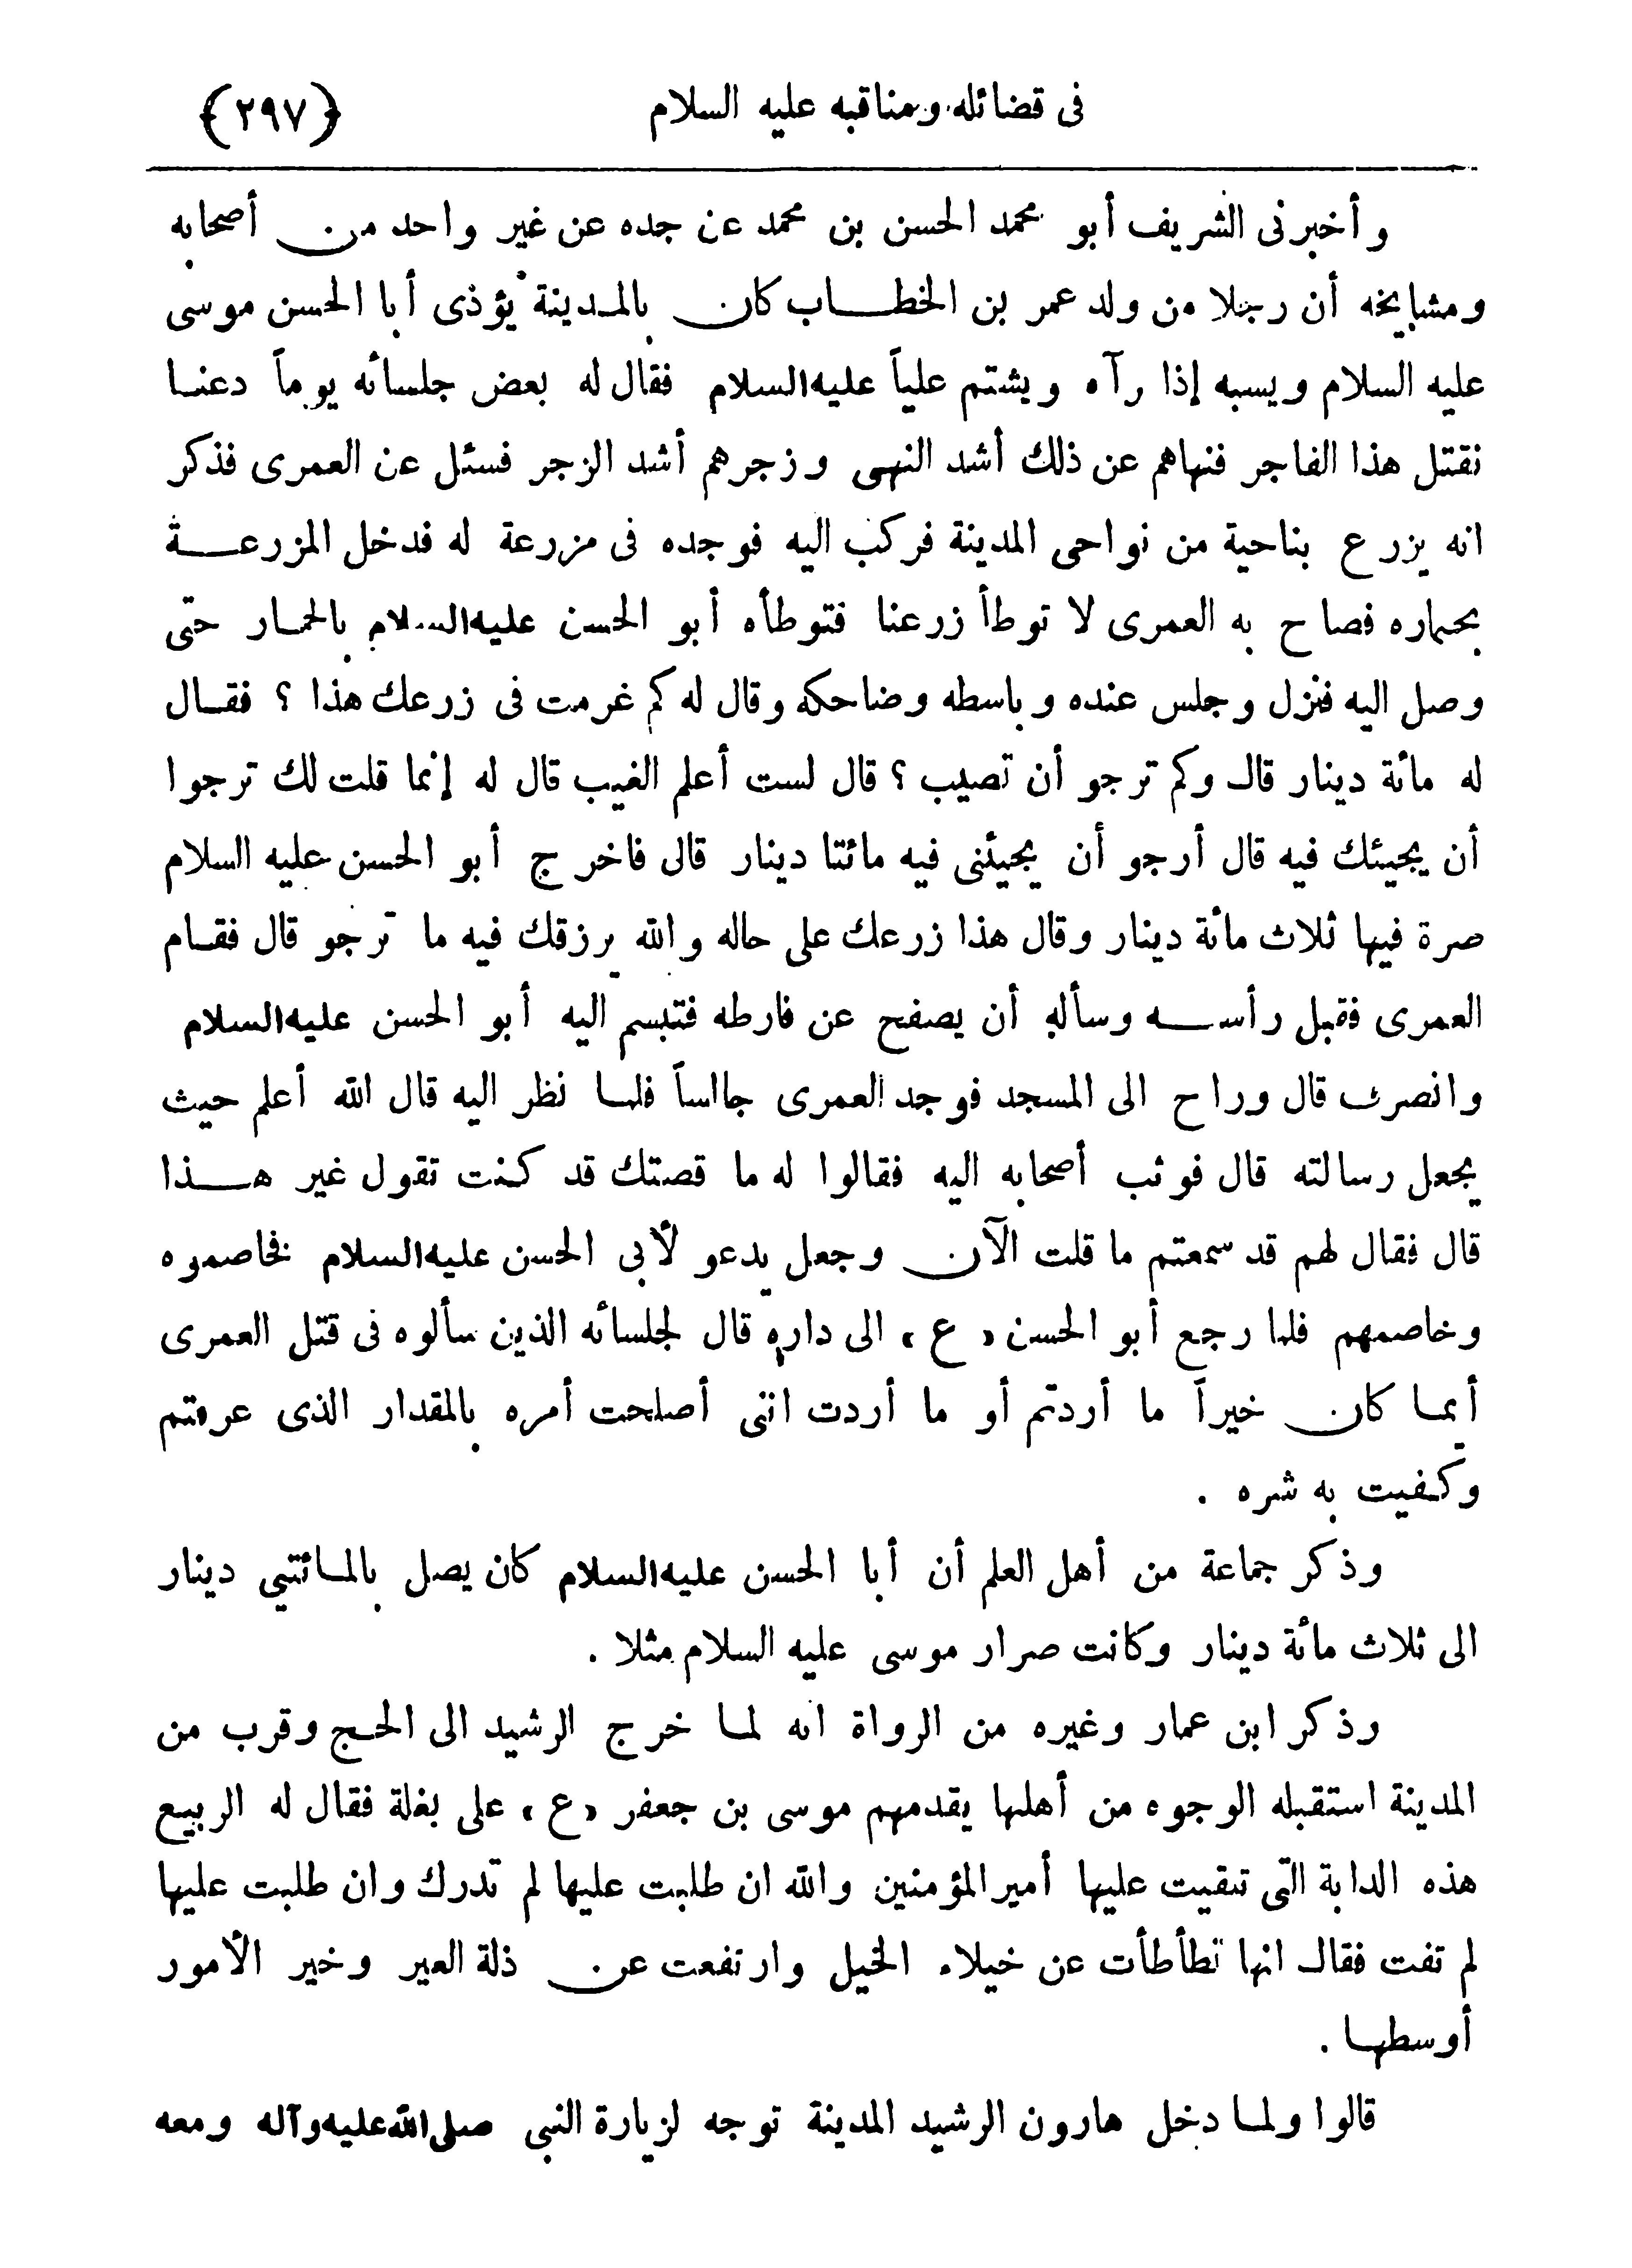 فى فضائله ومناقبه عليه السلام
﴿٢٩٧﴾
وأخبرنى الشريف أبو محمد الحسن بن محمد عن جده عن غير واحد من أصحابه
ومشايخه أن رجلا من ولد عمر بن الخطاب كان بالمدينة يؤذى أبا الحسن موسى
عليه السلام ويسبه إذا رآه ويشتم علياً عليه السلام فقال له بعض جلسائه يوماً دعنا
نقتل هذا الفاجر فنهاهم عن ذلك أشد النهى وزجرهم أشد الزجر فسئل عن العمرى فذكر
انه يزرع بناحية من نواحى المدينة فركب اليه فوجده فى مزرعة له فدخل المزرعة
بحماره فصاح به العمرى لا توطأ زرعنا فتوطأه أبو الحسن عليه السلام بالحمار حتى
وصل اليه فنزل وجلس عنده وباسطه وضاحكه وقال له كم غرمت فى زرعك هذا ؟ فقال
له مائة دينار قال وكم ترجو أن تصيب ؟ قال لست أعلم الغيب قال له إنما قلت لك ترجوا
أن يجيئك فيه قال أرجو أن يجيئنى فيه مائتا دينار قال فاخرج أبو الحسن عليه السلام
صرة فيها ثلاث مائة دينار وقال هذا زرعك على حاله والله يرزقك فيه ما ترجو قال فقام
العمرى فقبل رأسه وسأله أن يصفح عن فارطه فتبسم اليه أبو الحسن عليه السلام
وانصرف قال وراح الى المسجد فوجد العمرى جالساً فلما نظر اليه قال الله أعلم حيث
يجعل رسالته قال فوثب أصحابه اليه فقالوا له ما قصتك قد كنت تقول غير هذا
قال فقال لهم قد سمعتم ما قلت الآن وجعل يدعو لأبى الحسن عليه السلام فخاصموه
وخاصمهم فلما رجع أبو الحسن «ع» الى داره قال لجلسائه الذين سألوه فى قتل العمرى
أيما كان خيراً ما أردتم أو ما أردت اننى أصلحت أمره بالمقدار الذى عرفتم
وكفيت به شره .
وذكر جماعة من أهل العلم أن أبا الحسن عليه السلام كان يصل بالمائتي دينار
الى ثلاث مائة دينار وكانت صرار موسى عليه السلام مثلا .
وذكر ابن عمار وغيره من الرواة انه لما خرج الرشيد الى الحج وقرب من
المدينة استقبله الوجوه من أهلها يقدمهم موسى بن جعفر «ع» على بغلة فقال له الربيع
هذه الدابة التى تلقيت عليها أمير المؤمنين والله ان طلبت عليها لم تدرك وان طلبت عليها
لم تفت فقال انها تطأطأت عن خيلاء الخيل وارتفعت عن ذلة العير وخير الأمور
أوسطها .
قالوا ولما دخل هارون الرشيد المدينة توجه لزيارة النبى صلى الله عليه وآله ومعه